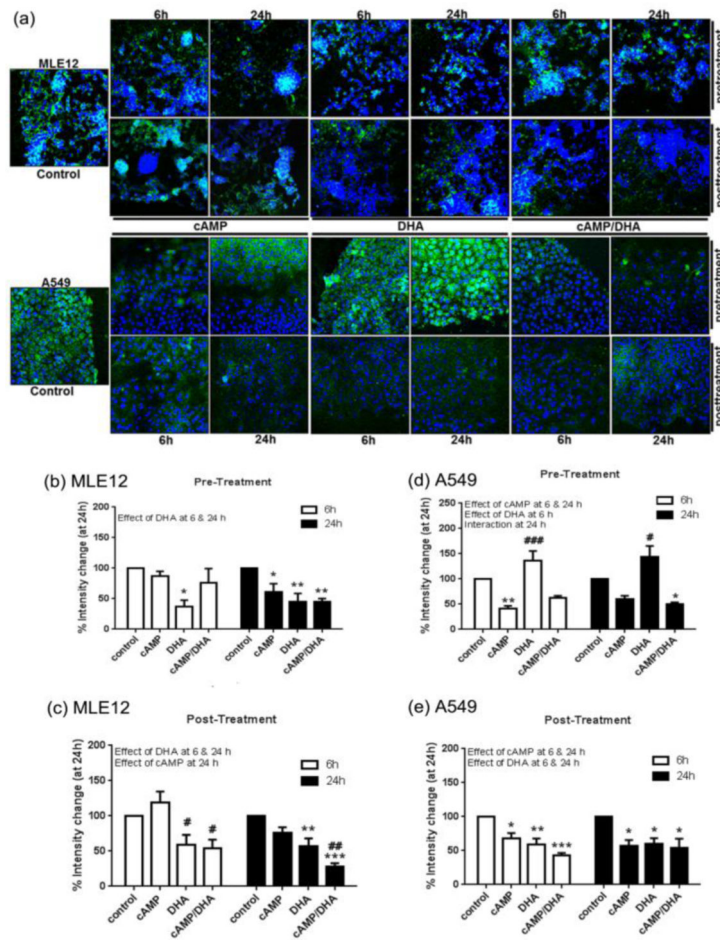 (a)
6h 24h 6h 24h 6h 24h
MLE12
pretreatment
Control
posttreatment
cAMP DHA cAMP/DHA
A549
pretreatment
Control
posttreatment
6h 24h 6h 24h 6h 24h
(b) MLE12
Pre-Treatment
% Intensity change (at 24h)
200
150
100
50
0
Effect of DHA at 6 & 24 h
6h
24h
*
*
**
**
control cAMP DHA cAMP/DHA control cAMP DHA cAMP/DHA
(d) A549
Pre-Treatment
% Intensity change (at 24h)
250
200
150
100
50
0
Effect of cAMP at 6 & 24 h
Effect of DHA at 6 h
Interaction at 24 h
6h
24h
**
###
#
*
control cAMP DHA cAMP/DHA control cAMP DHA cAMP/DHA
(c) MLE12
Post-Treatment
% Intensity change (at 24h)
200
150
100
50
0
Effect of DHA at 6 & 24 h
Effect of cAMP at 24 h
6h
24h
#
#
**
##
***
control cAMP DHA cAMP/DHA control cAMP DHA cAMP/DHA
(e) A549
Post-Treatment
% Intensity change (at 24h)
200
150
100
50
0
Effect of cAMP at 6 & 24 h
Effect of DHA at 6 & 24 h
6h
24h
*
**
***
*
*
*
control cAMP DHA cAMP/DHA control cAMP DHA cAMP/DHA